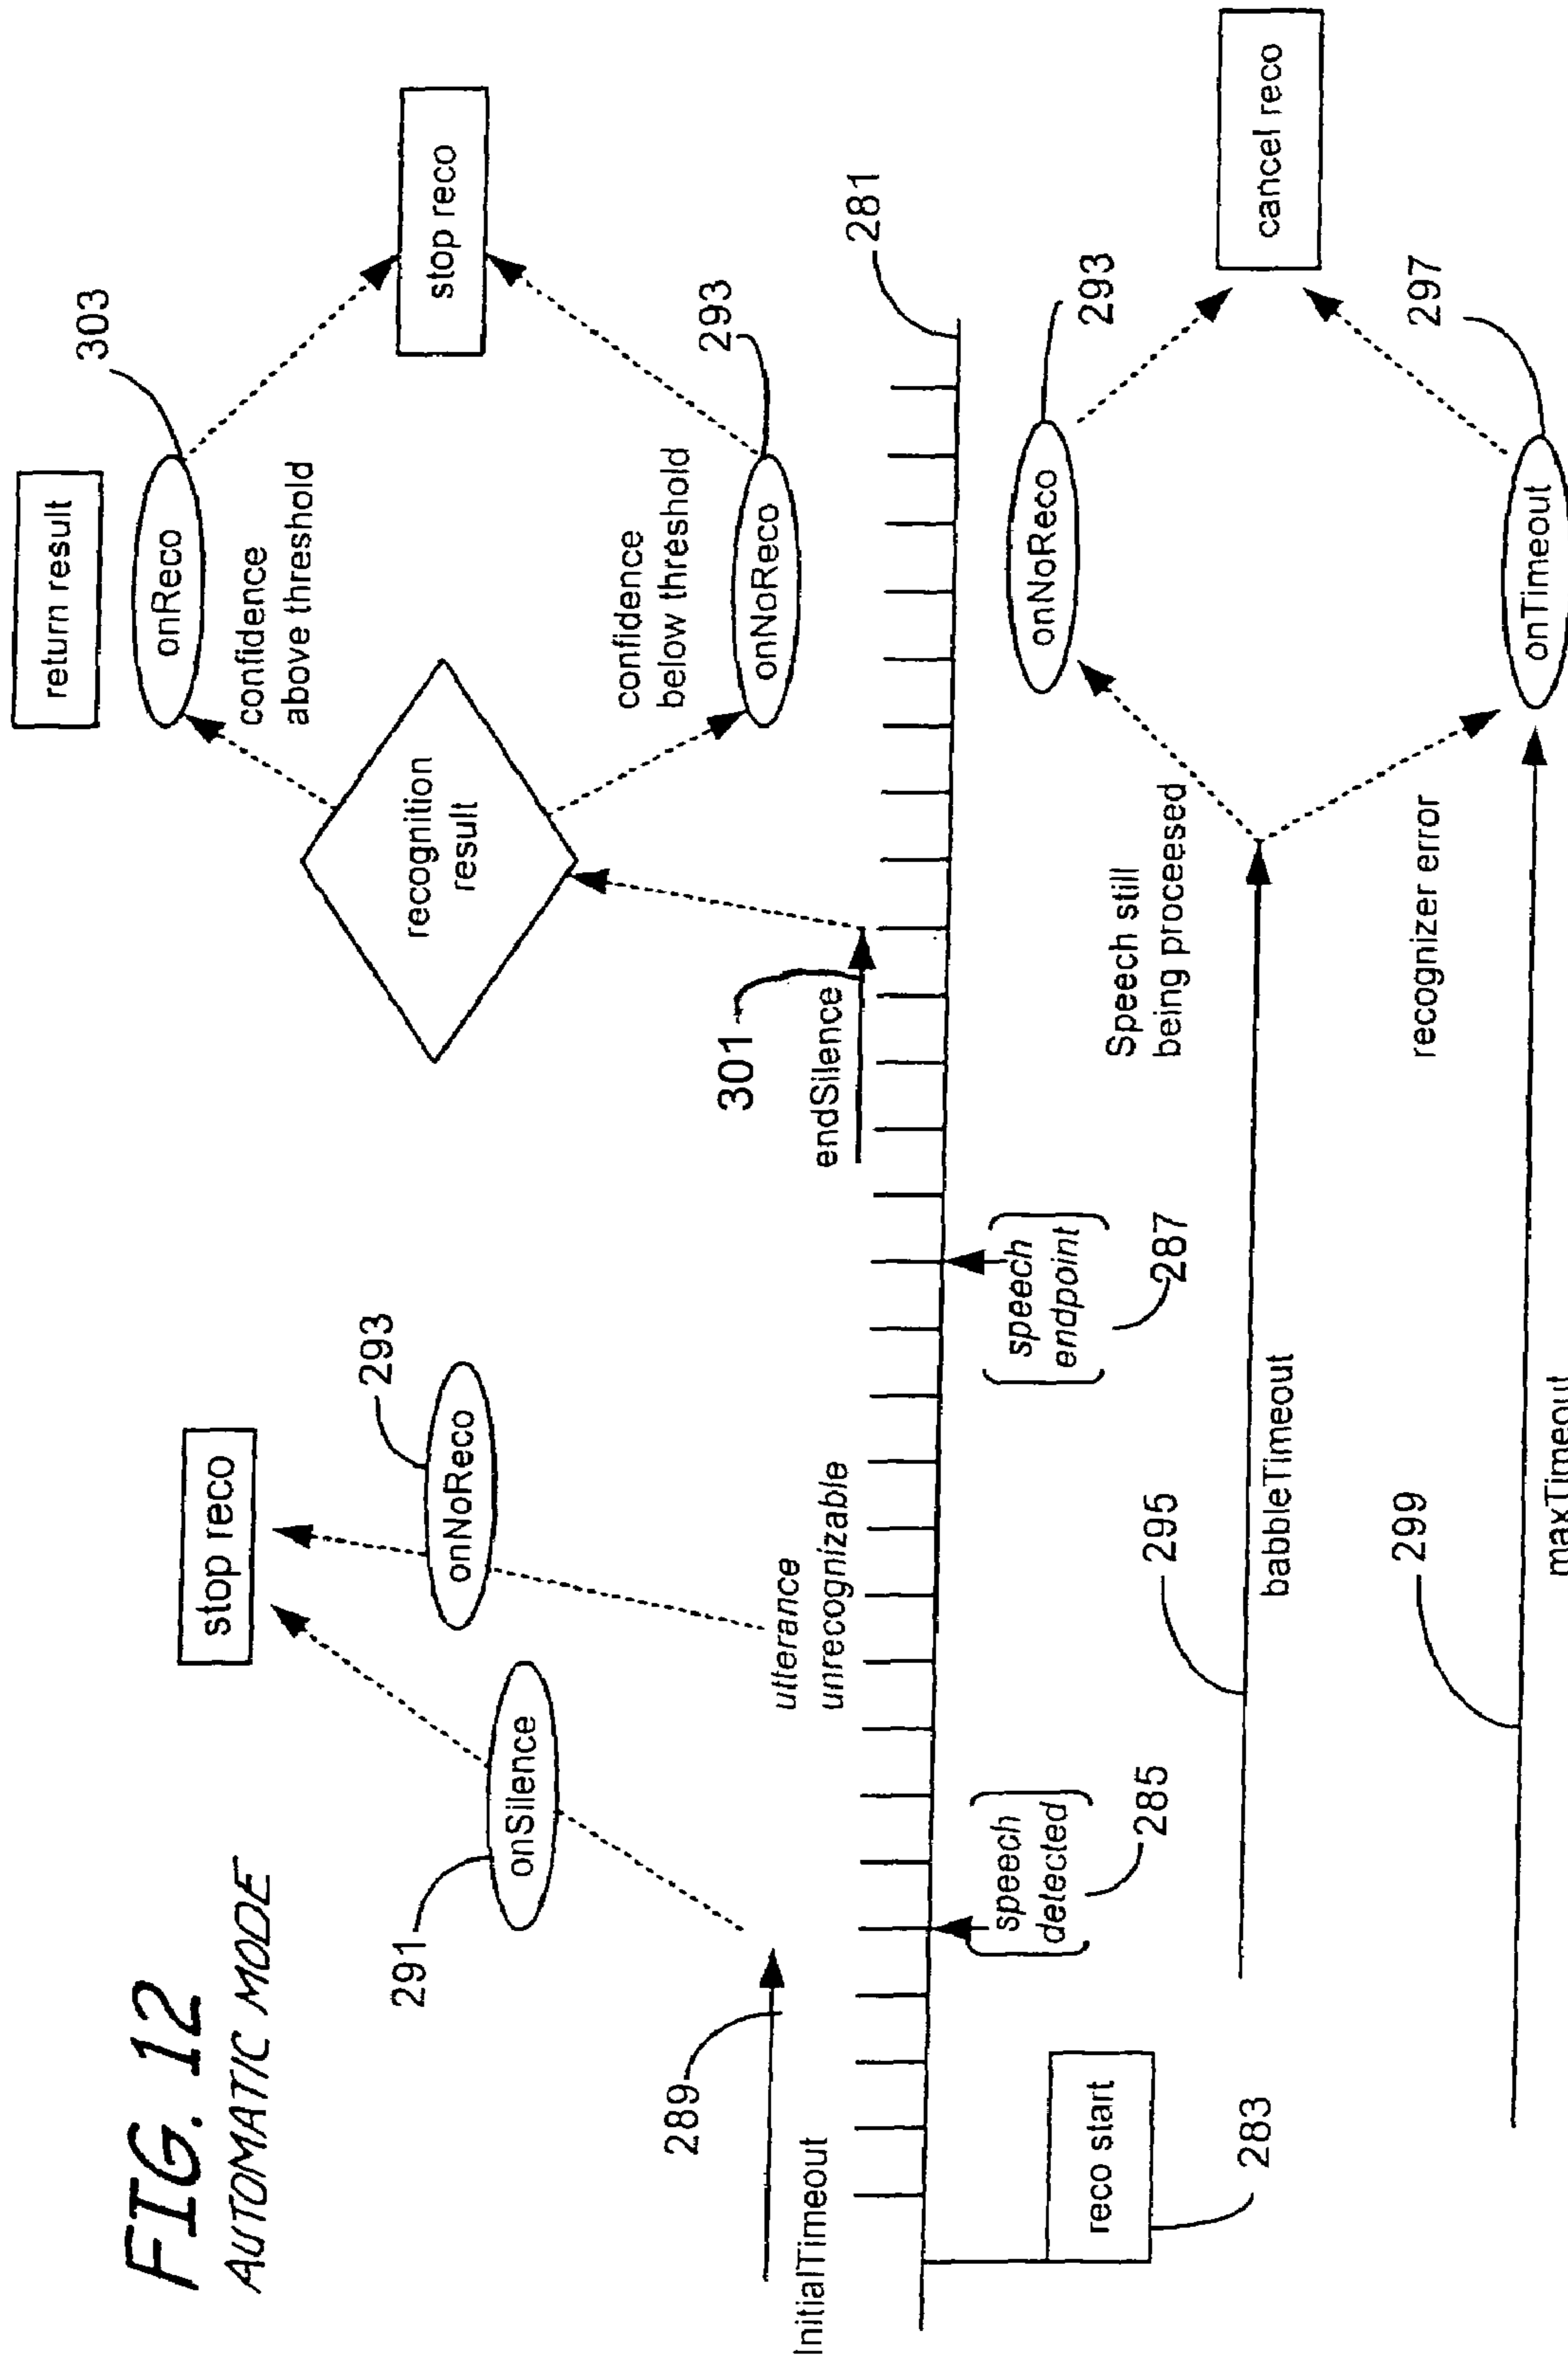 FIG. 12
AUTOMATIC MODE
stop reco
291
onSilence
293
onNoReco
utterance
unrecognizable
289
InitialTimeout
return result
303
onReco
confidence
above threshold
recognition
result
stop reco
confidence
below threshold
293
onNoReco
301
endSilence
281
reco start
283
speech
detected
285
speech
endpoint
287
295
babbleTimeout
Speech still
being proceesed
293
onNoReco
cancel reco
299
maxTimeout
recognizer error
297
onTimeout